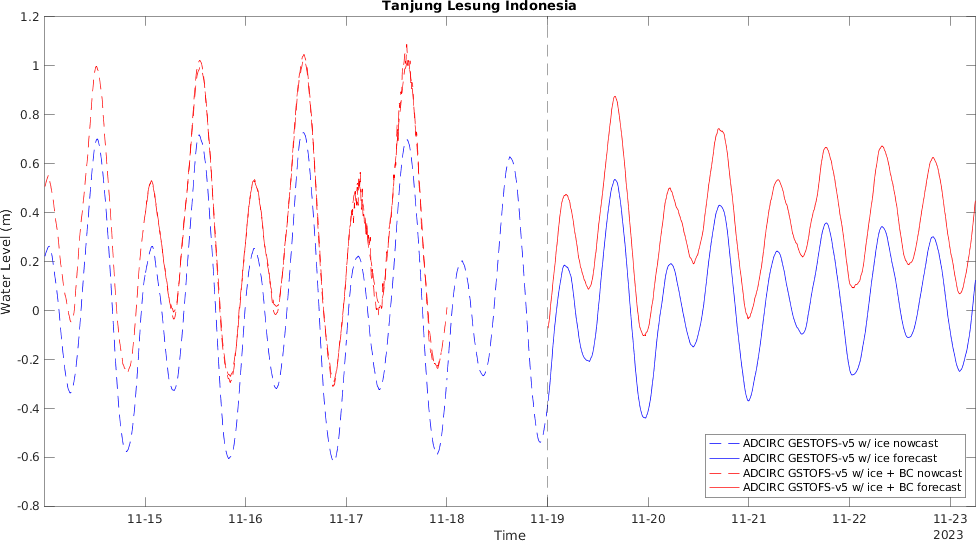 Tanjung Lesung Indonesia
1.2
1
0.8
0.6
0.4
0.2
0
-0.2
-0.4
-0.6
-0.8
Water Level (m)
ADCIRC GESTOFS-v5 w/ ice nowcast
ADCIRC GESTOFS-v5 w/ ice forecast
ADCIRC GSTOFS-v5 w/ ice + BC nowcast
ADCIRC GSTOFS-v5 w/ ice + BC forecast
11-15 11-16 11-17 11-18 11-19 11-20 11-21 11-22 11-23
Time 2023